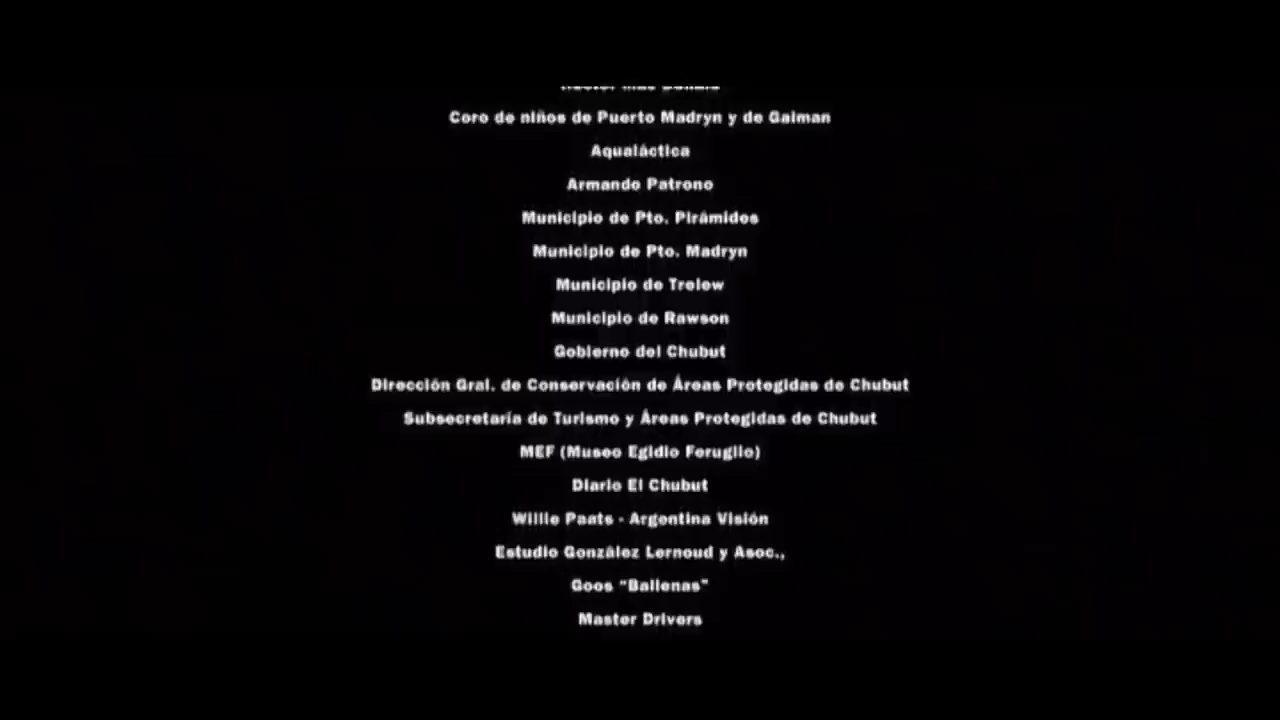 Coro de niños de Puerto Madryn y de Gaiman
Aqualáctica
Armando Patrono
Municipio de Pto. Pirámides
Municipio de Pto. Madryn
Municipio de Trelew
Municipio de Rawson
Gobierno del Chubut
Dirección Gral. de Conservación de Áreas Protegidas de Chubut
Subsecretaría de Turismo y Áreas Protegidas de Chubut
MEF (Museo Egidio Feruglio)
Diario El Chubut
Willie Paats - Argentina Visión
Estudio González Lernoud y Asoc.,
Goos “Ballenas”
Master Drivers